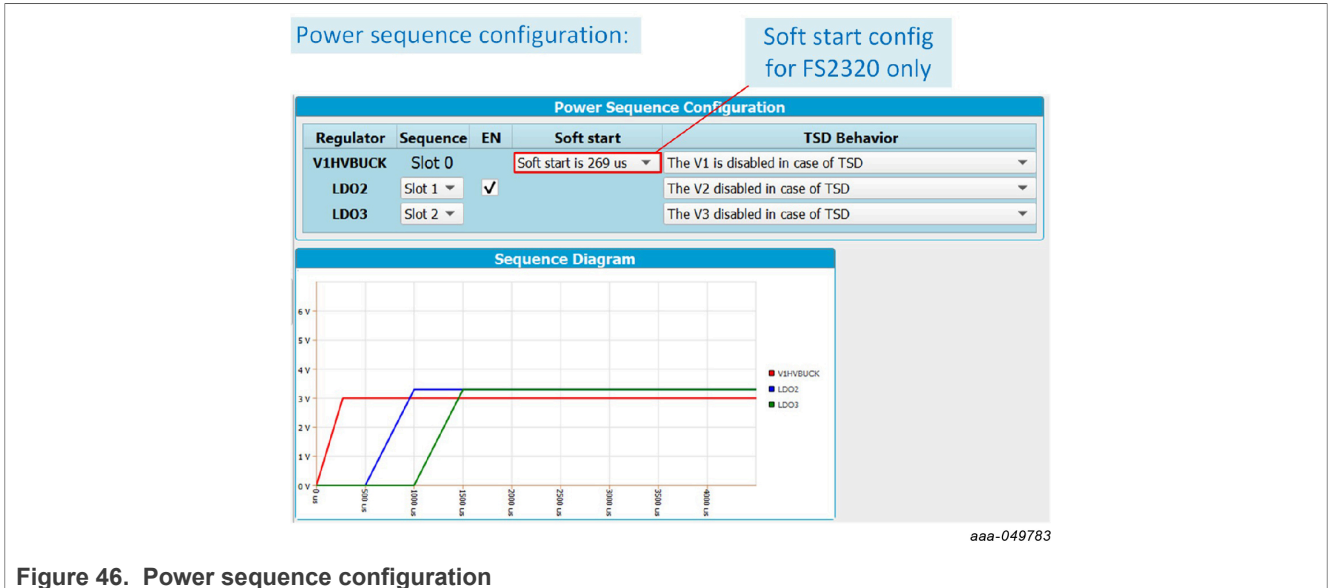 Power sequence configuration:
Soft start config
for FS2320 only
Power Sequence Configuration
Regulator Sequence EN Soft start TSD Behavior
V1HVBUCK Slot 0 Soft start is 269 us The V1 is disabled in case of TSD
LDO2 Slot 1 The V2 disabled in case of TSD
LDO3 Slot 2 The V3 disabled in case of TSD
Sequence Diagram
6 V
5 V
4 V
3 V
2 V
1 V
0 V
0 us 500 us 1000 us 1500 us 2000 us 2500 us 3000 us 3500 us 4000 us
V1HVBUCK
LDO2
LDO3
aaa-049783
Figure 46. Power sequence configuration